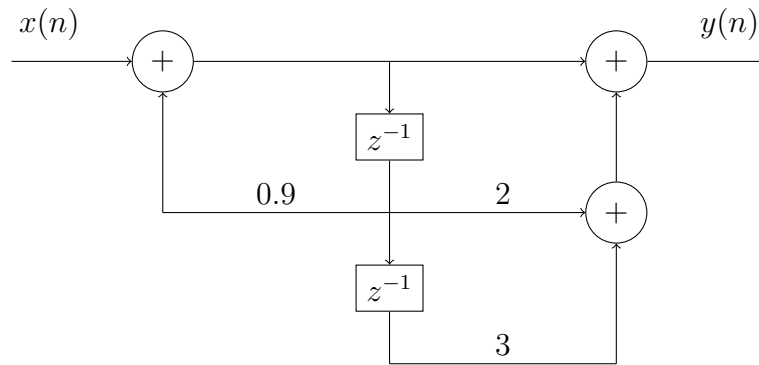 x(n) y(n)
+ +
z⁻¹
0.9 2 +
z⁻¹
3